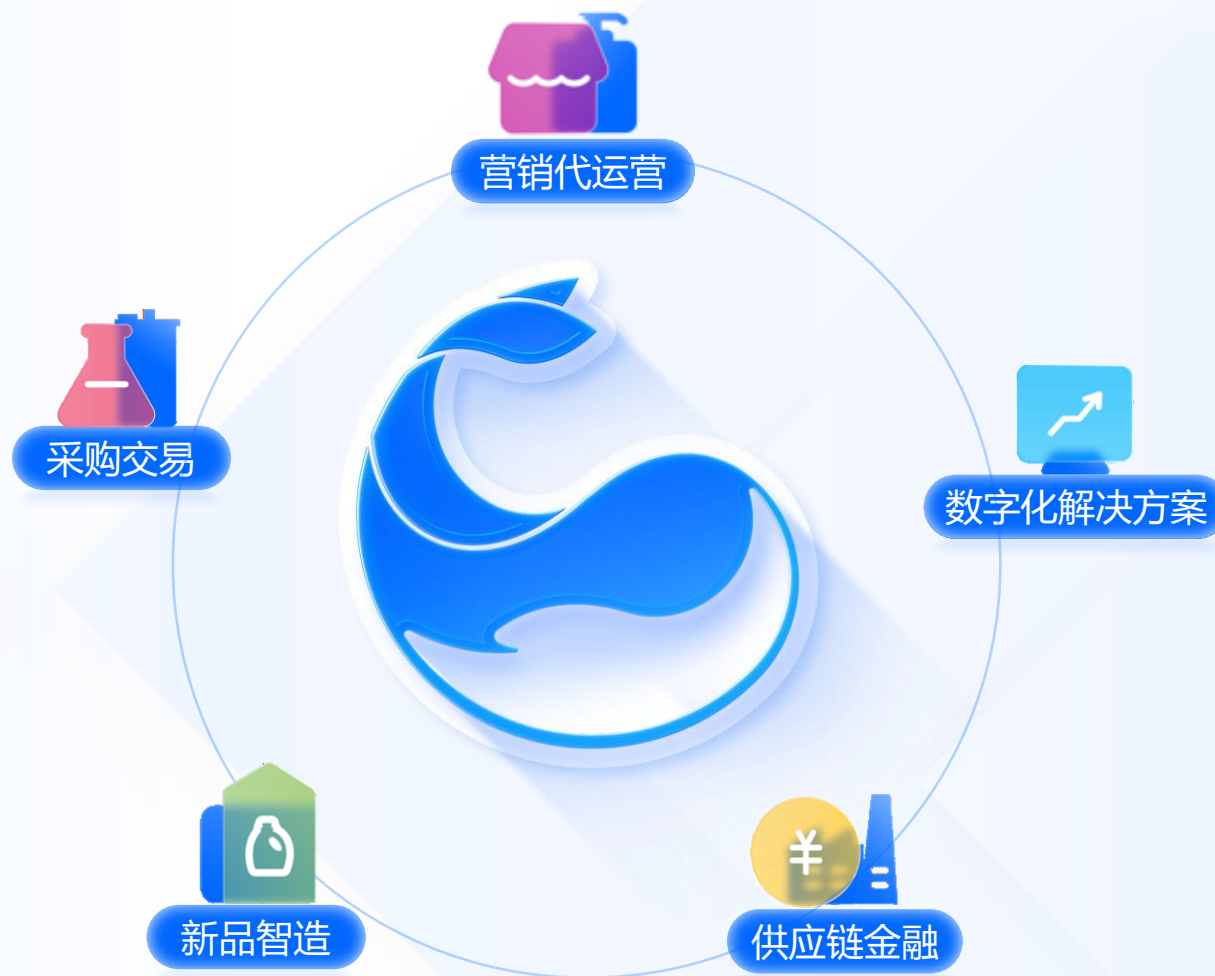 营销代运营
采购交易
数字化解决方案
¥
新品智造
供应链金融